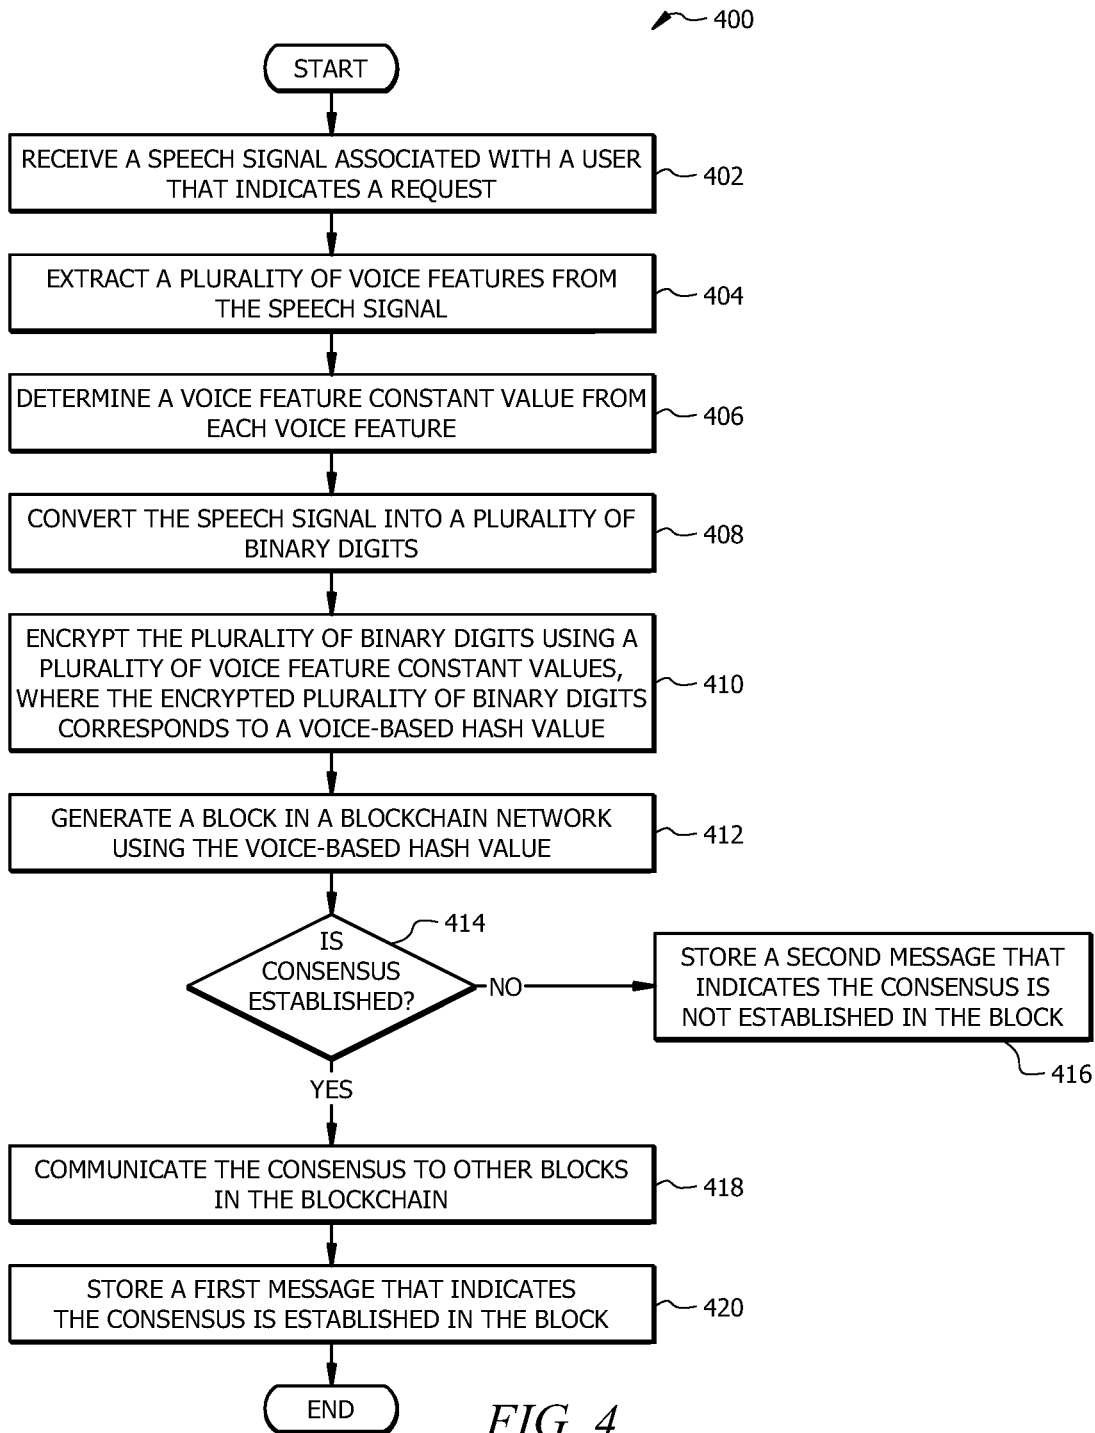 400
START
RECEIVE A SPEECH SIGNAL ASSOCIATED WITH A USER
THAT INDICATES A REQUEST
402
EXTRACT A PLURALITY OF VOICE FEATURES FROM
THE SPEECH SIGNAL
404
DETERMINE A VOICE FEATURE CONSTANT VALUE FROM
EACH VOICE FEATURE
406
CONVERT THE SPEECH SIGNAL INTO A PLURALITY OF
BINARY DIGITS
408
ENCRYPT THE PLURALITY OF BINARY DIGITS USING A
PLURALITY OF VOICE FEATURE CONSTANT VALUES,
WHERE THE ENCRYPTED PLURALITY OF BINARY DIGITS
CORRESPONDS TO A VOICE-BASED HASH VALUE
410
GENERATE A BLOCK IN A BLOCKCHAIN NETWORK
USING THE VOICE-BASED HASH VALUE
412
IS
CONSENSUS
ESTABLISHED?
414
NO
STORE A SECOND MESSAGE THAT
INDICATES THE CONSENSUS IS
NOT ESTABLISHED IN THE BLOCK
416
YES
COMMUNICATE THE CONSENSUS TO OTHER BLOCKS
IN THE BLOCKCHAIN
418
STORE A FIRST MESSAGE THAT INDICATES
THE CONSENSUS IS ESTABLISHED IN THE BLOCK
420
END
FIG. 4